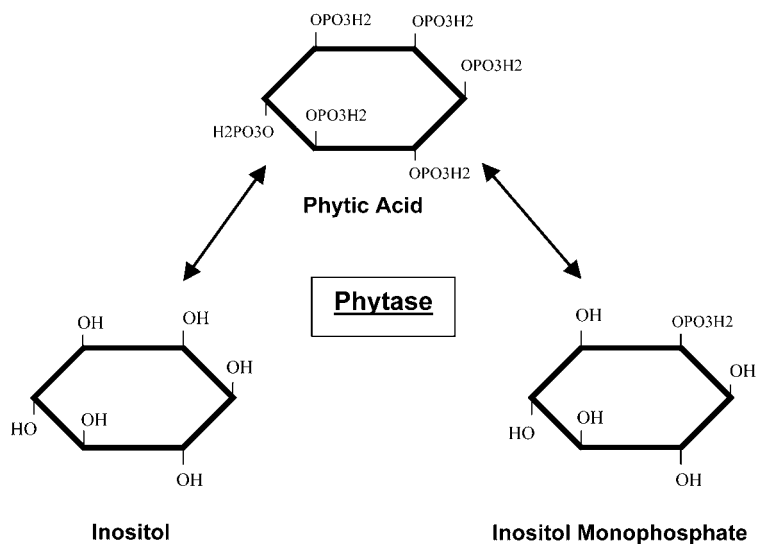 OPO3H2 OPO3H2 OPO3H2
OPO3H2
H2PO3O OPO3H2
OPO3H2
Phytic Acid
Phytase
OH OH
OH
HO OH
OH
Inositol
OH OPO3H2
OH
HO OH
OH
Inositol Monophosphate